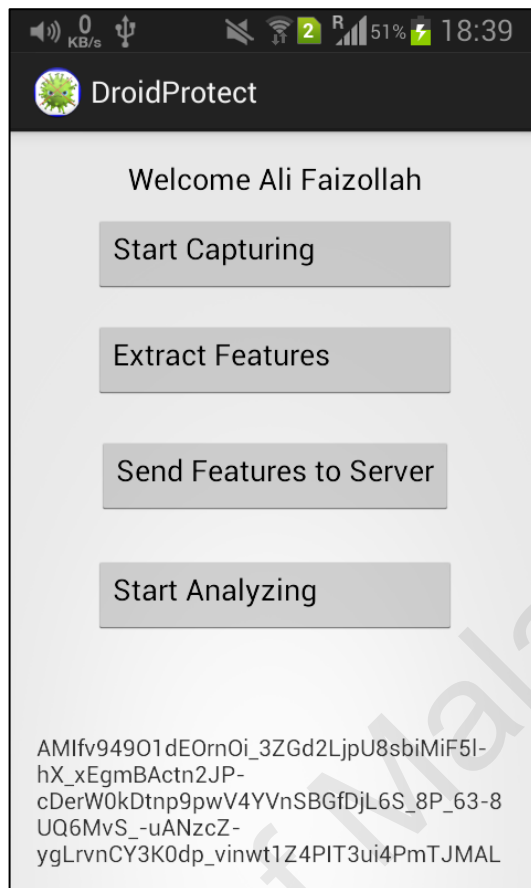 0
KB/s
2
R
51%
18:39
DroidProtect
Welcome Ali Faizollah
Start Capturing
Extract Features
Send Features to Server
Start Analyzing
AMIfv949O1dEOrnOi_3ZGd2LjpU8sbiMiF5I-
hX_xEgmBActn2JP-
cDerW0kDtnp9pwV4YVnSBGfDjL6S_8P_63-8
UQ6MvS_-uANzcZ-
ygLrvnCY3K0dp_vinwt1Z4PIT3ui4PmTJMAL